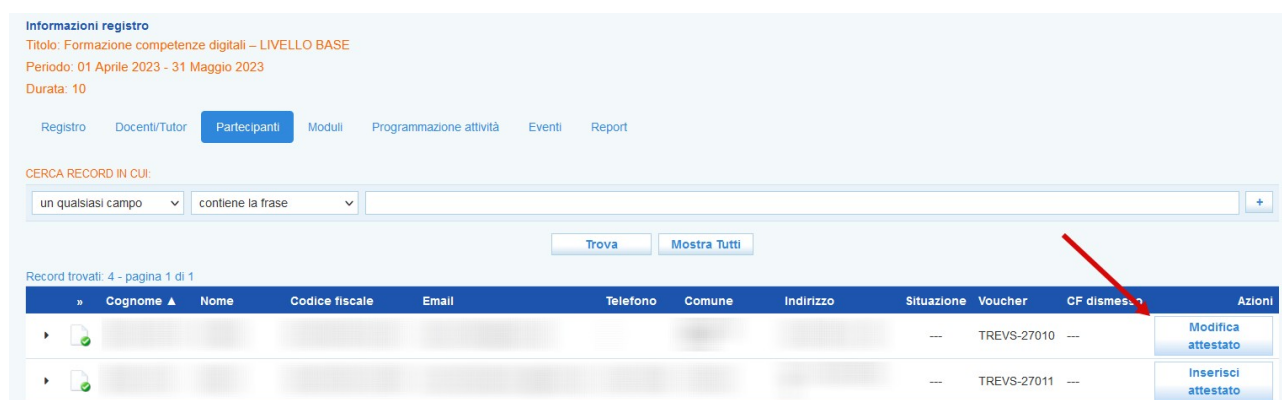 Informazioni registro
Titolo: Formazione competenze digitali – LIVELLO BASE
Periodo: 01 Aprile 2023 - 31 Maggio 2023
Durata: 10
Registro Docenti/Tutor Partecipanti Moduli Programmazione attività Eventi Report
CERCA RECORD IN CUI:
un qualsiasi campo contiene la frase +
Trova Mostra Tutti
Record trovati: 4 - pagina 1 di 1
» Cognome ▲ Nome Codice fiscale Email Telefono Comune Indirizzo Situazione Voucher CF dismesso Azioni
--- TREVS-27010 --- Modifica attestato
--- TREVS-27011 --- Inserisci attestato